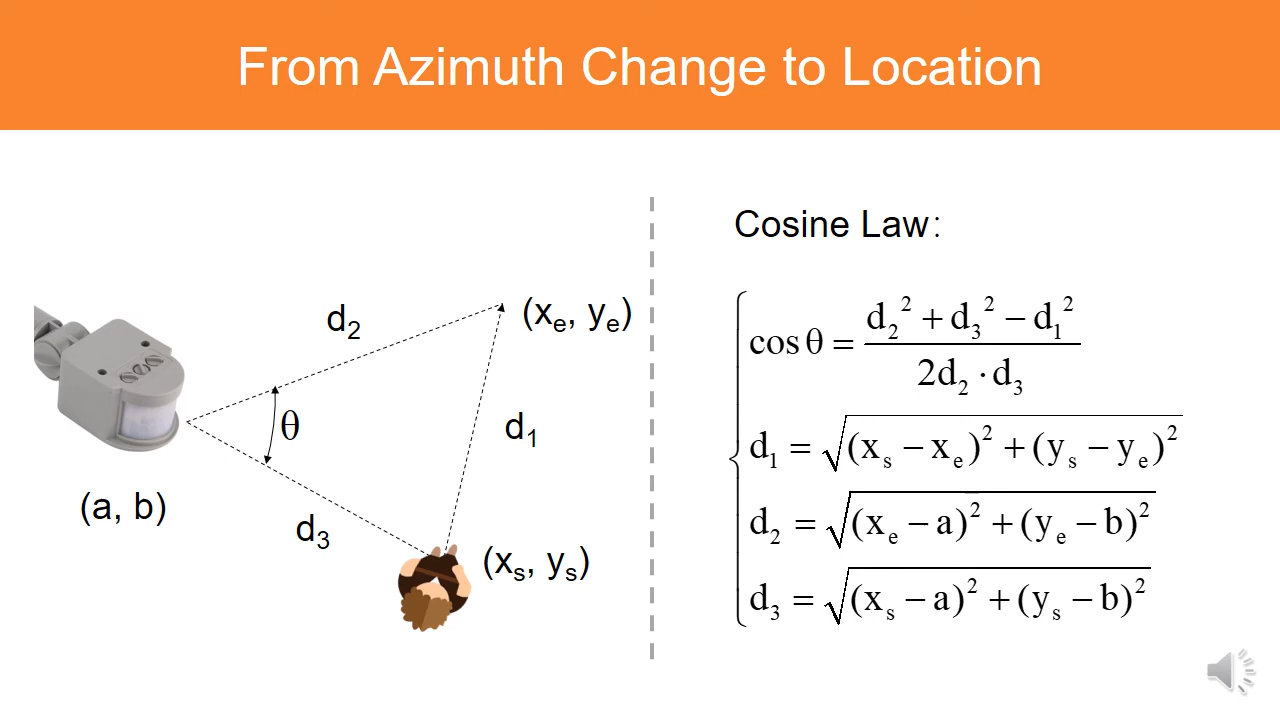 From Azimuth Change to Location
d₂
(xₑ, yₑ)
θ
d₁
(a, b)
d₃
(xₛ, yₛ)
Cosine Law：
cos θ = (d₂² + d₃² − d₁²) / (2d₂ · d₃)
d₁ = √((xₛ − xₑ)² + (yₛ − yₑ)²)
d₂ = √((xₑ − a)² + (yₑ − b)²)
d₃ = √((xₛ − a)² + (yₛ − b)²)